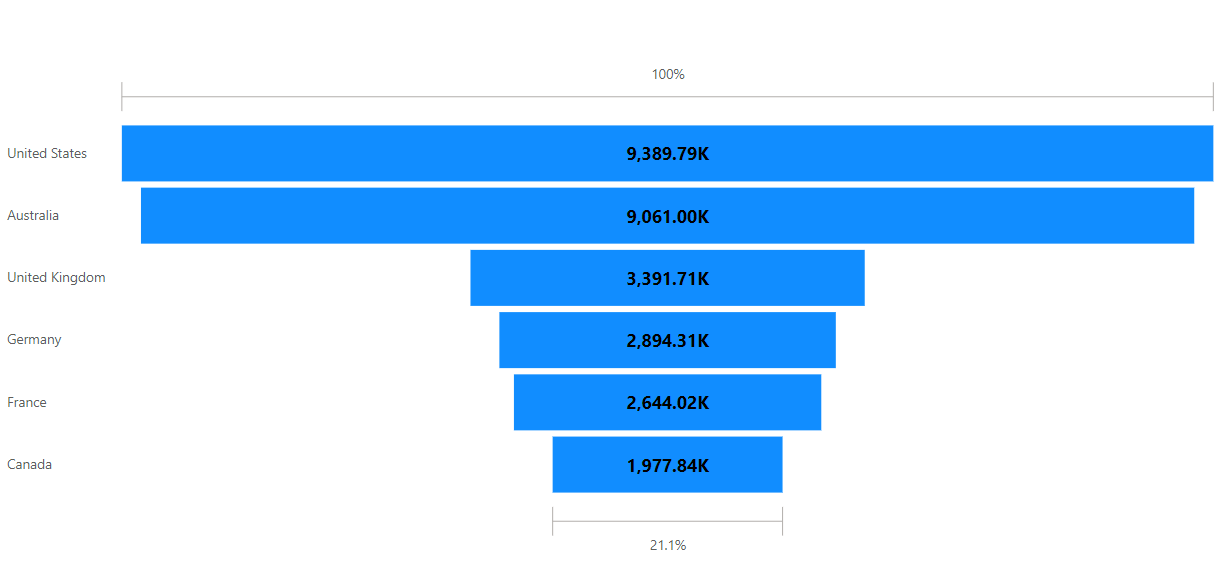 100%
United States 9,389.79K
Australia 9,061.00K
United Kingdom 3,391.71K
Germany 2,894.31K
France 2,644.02K
Canada 1,977.84K
21.1%